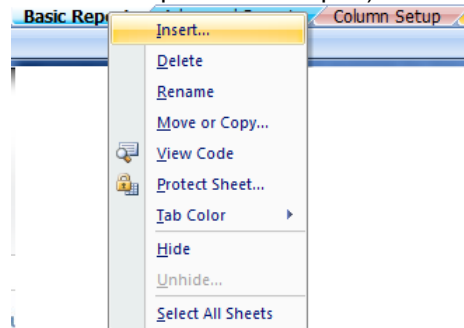 Basic Repor
Column Setup
Insert...
Delete
Rename
Move or Copy...
View Code
Protect Sheet...
Tab Color
Hide
Unhide...
Select All Sheets